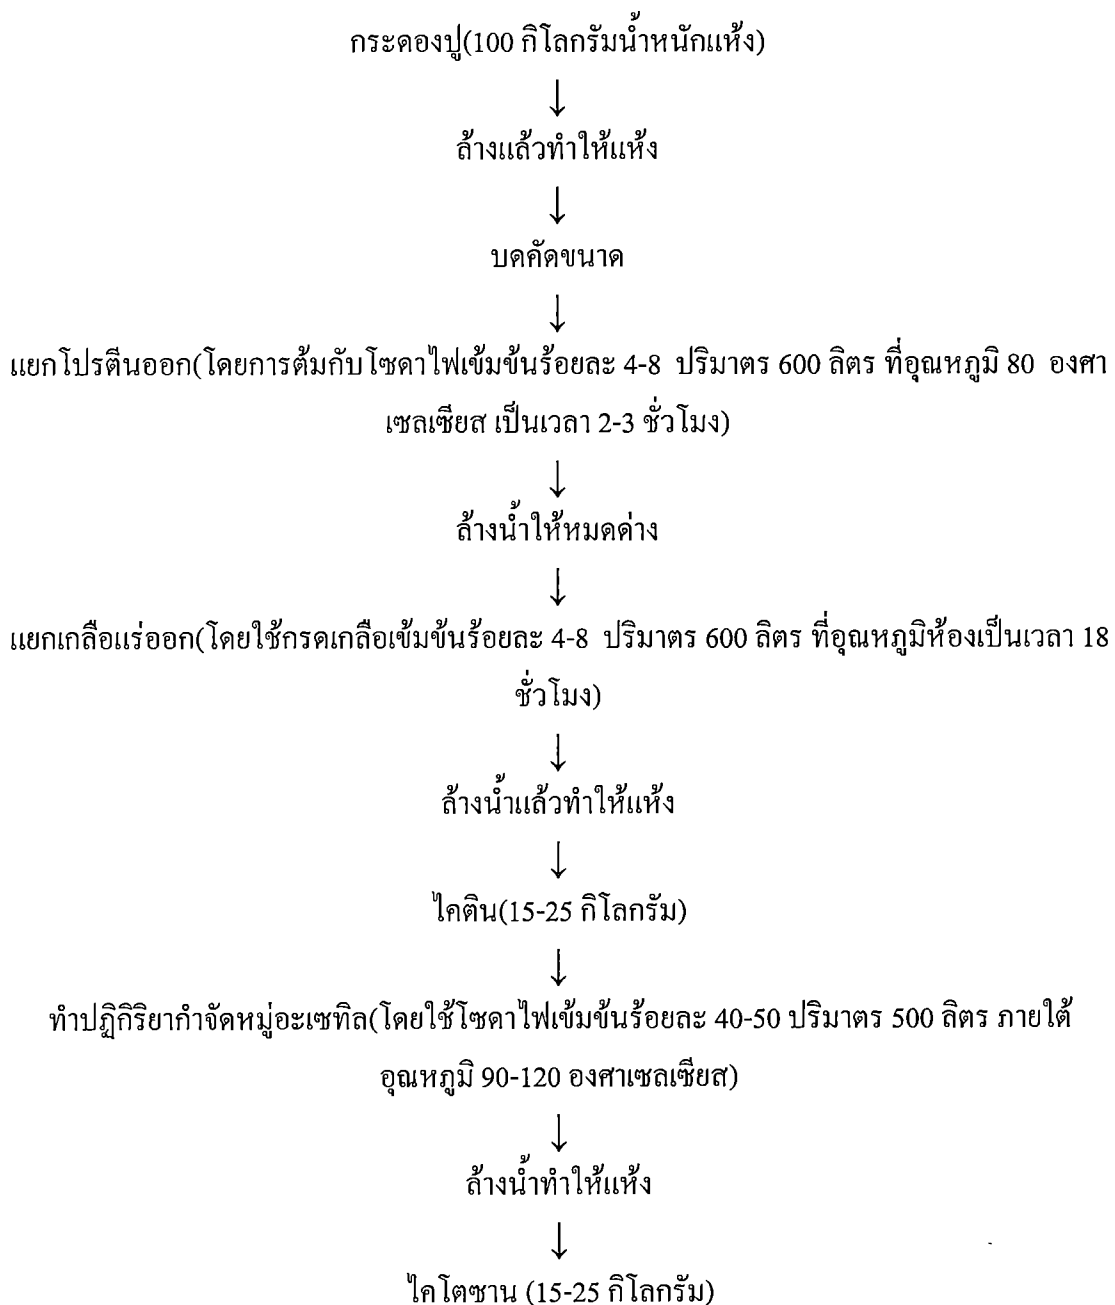 กระดองปู(100 กิโลกรัมน้ำหนักแห้ง)
↓
ล้างแล้วทำให้แห้ง
↓
บดคัดขนาด
↓
แยกโปรตีนออก(โดยการต้มกับโซดาไฟเข้มข้นร้อยละ 4-8 ปริมาตร 600 ลิตร ที่อุณหภูมิ 80 องศา
เซลเซียส เป็นเวลา 2-3 ชั่วโมง)
↓
ล้างน้ำให้หมดด่าง
↓
แยกเกลือแร่ออก(โดยใช้กรดเกลือเข้มข้นร้อยละ 4-8 ปริมาตร 600 ลิตร ที่อุณหภูมิห้องเป็นเวลา 18
ชั่วโมง)
↓
ล้างน้ำแล้วทำให้แห้ง
↓
ไคติน(15-25 กิโลกรัม)
↓
ทำปฏิกิริยากำจัดหมู่อะเซทิล(โดยใช้โซดาไฟเข้มข้นร้อยละ 40-50 ปริมาตร 500 ลิตร ภายใต้
อุณหภูมิ 90-120 องศาเซลเซียส)
↓
ล้างน้ำทำให้แห้ง
↓
ไคโตซาน (15-25 กิโลกรัม)